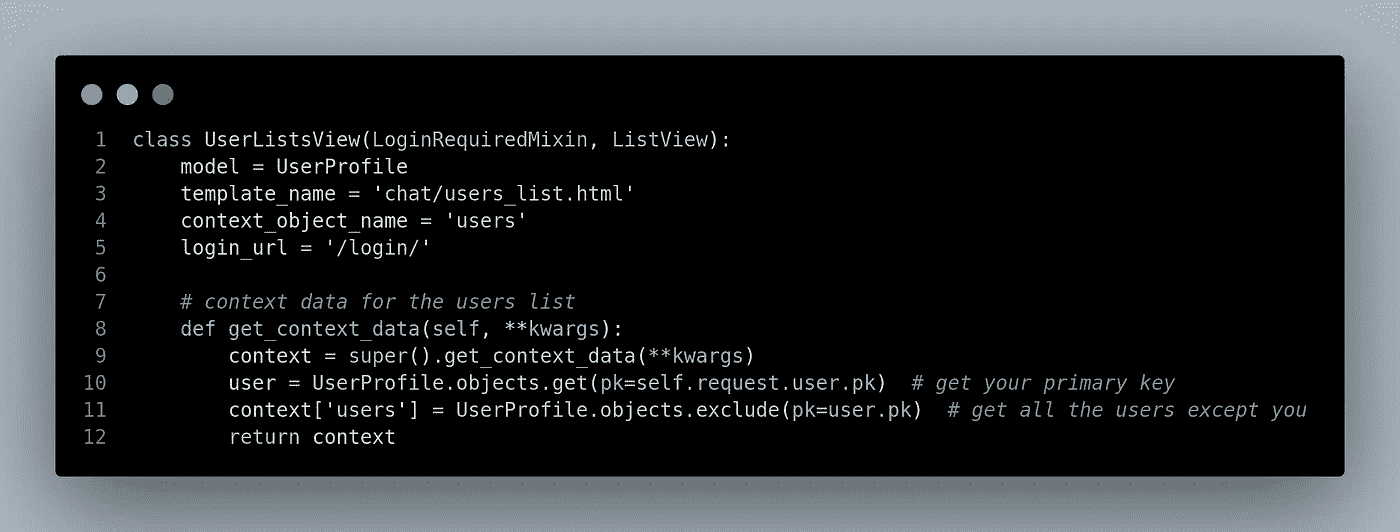 1 class UserListsView(LoginRequiredMixin, ListView):
2     model = UserProfile
3     template_name = 'chat/users_list.html'
4     context_object_name = 'users'
5     login_url = '/login/'
6
7     # context data for the users list
8     def get_context_data(self, **kwargs):
9         context = super().get_context_data(**kwargs)
10         user = UserProfile.objects.get(pk=self.request.user.pk)  # get your primary key
11         context['users'] = UserProfile.objects.exclude(pk=user.pk)  # get all the users except you
12         return context